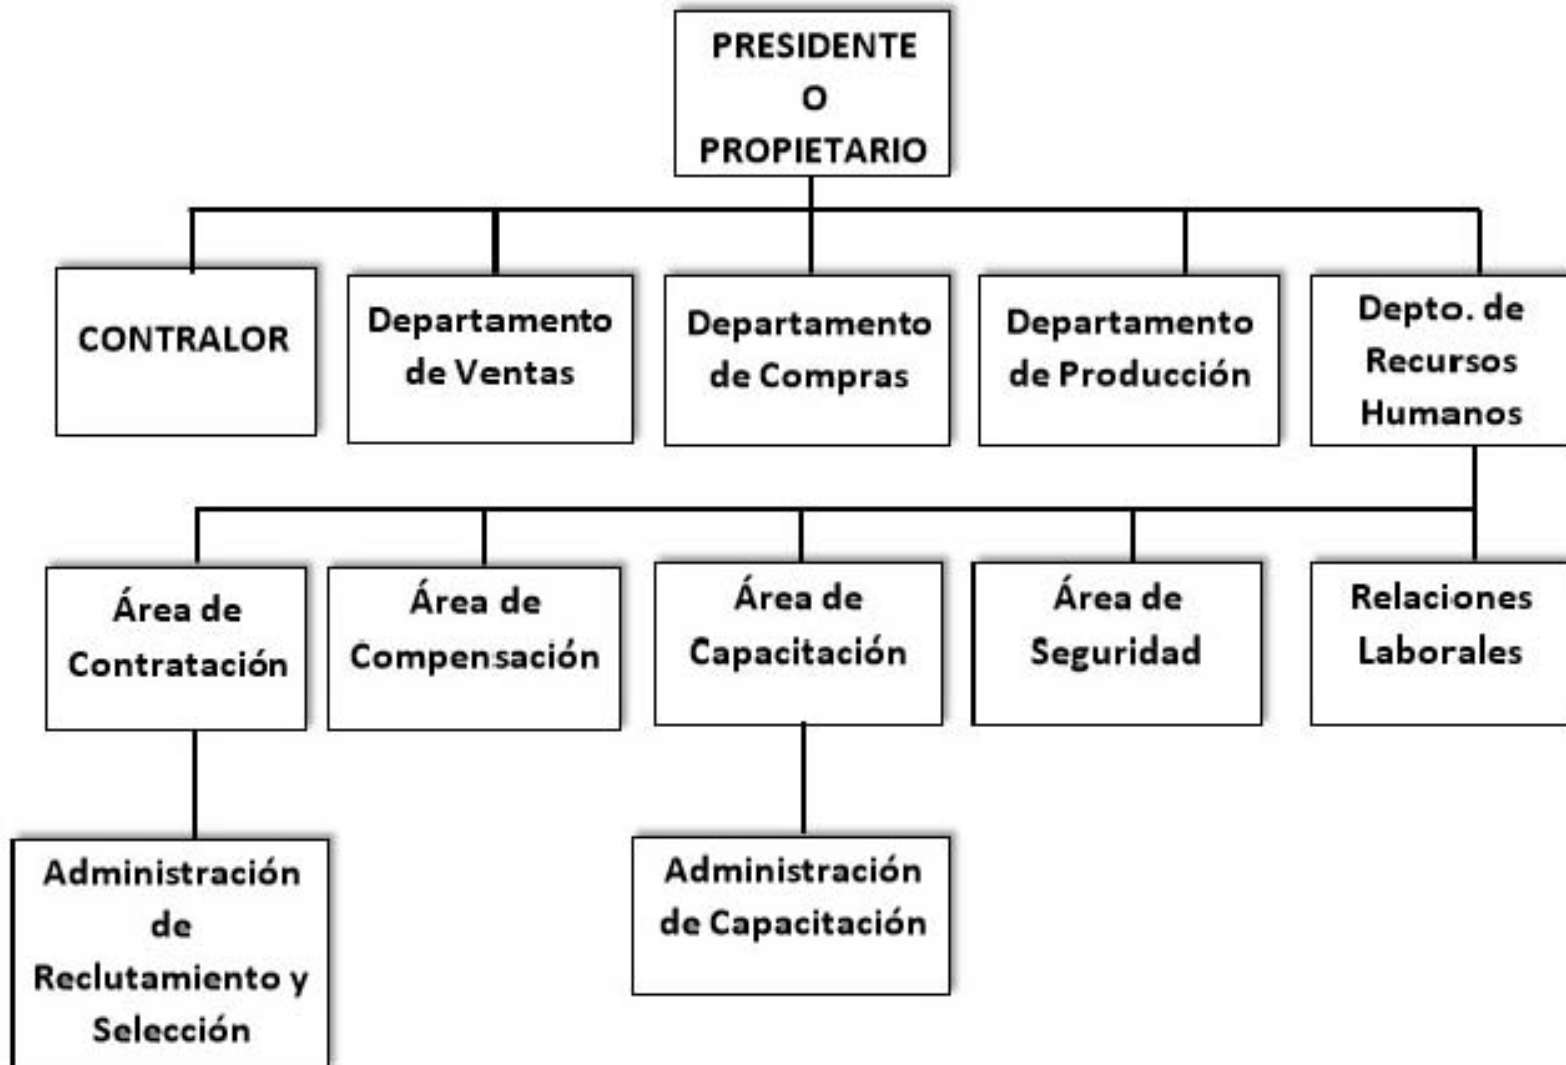 PRESIDENTE
O
PROPIETARIO
CONTRALOR
Departamento
de Ventas
Departamento
de Compras
Departamento
de Producción
Depto. de
Recursos
Humanos
Área de
Contratación
Área de
Compensación
Área de
Capacitación
Área de
Seguridad
Relaciones
Laborales
Administración
de
Reclutamiento y
Selección
Administración
de Capacitación